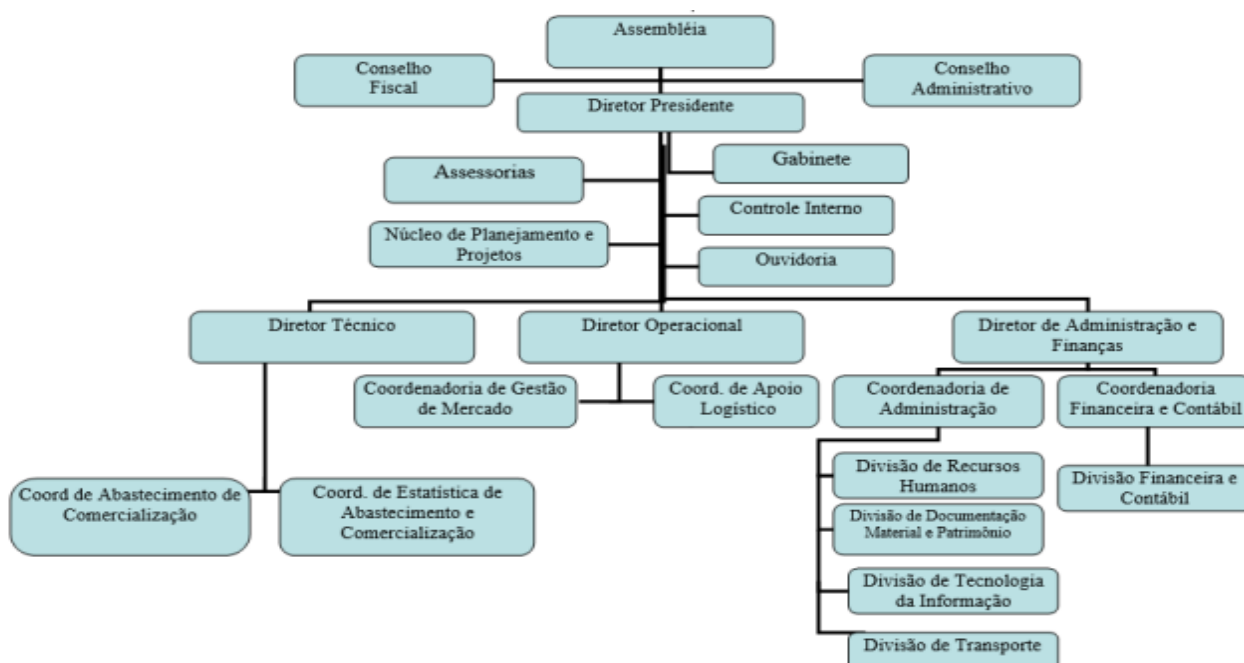 Assembléia
Conselho
Fiscal
Conselho
Administrativo
Diretor Presidente
Gabinete
Assessorias
Controle Interno
Núcleo de Planejamento e
Projetos
Ouvidoria
Diretor Técnico
Diretor Operacional
Diretor de Administração e
Finanças
Coordenadoria de Gestão
de Mercado
Coord. de Apoio
Logístico
Coordenadoria de
Administração
Coordenadoria
Financeira e Contábil
Coord de Abastecimento de
Comercialização
Coord. de Estatística de
Abastecimento e
Comercialização
Divisão de Recursos
Humanos
Divisão Financeira e
Contábil
Divisão de Documentação
Material e Patrimônio
Divisão de Tecnologia
da Informação
Divisão de Transporte